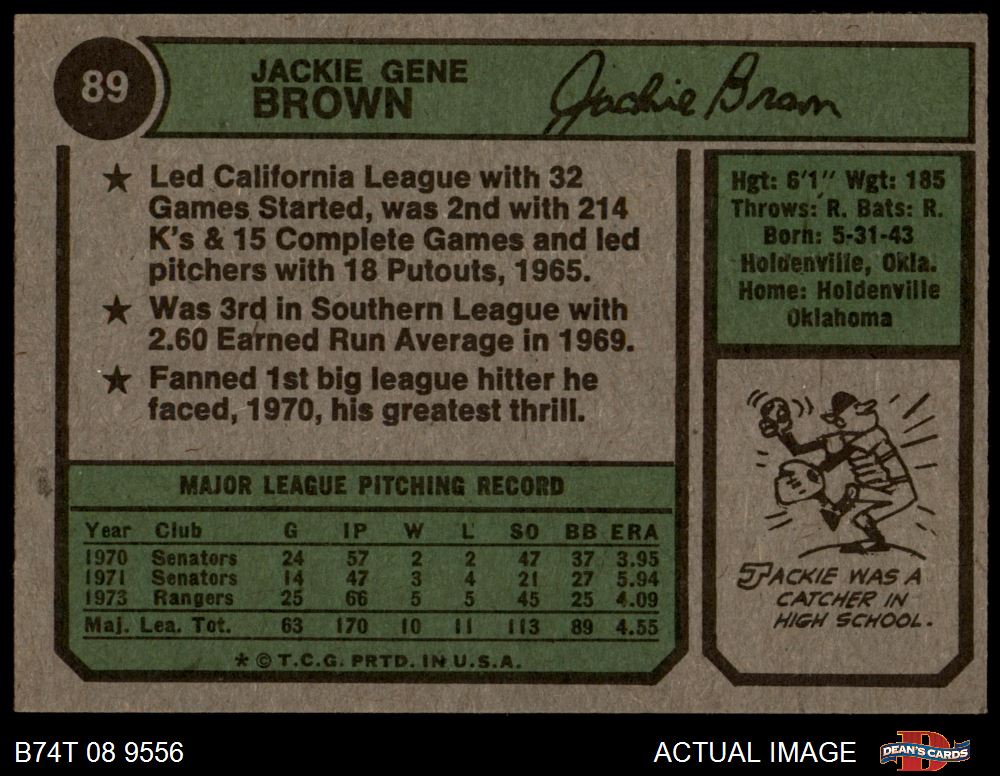 89
JACKIE GENE
BROWN
Jackie Brown
★ Led California League with 32
Games Started, was 2nd with 214
K's & 15 Complete Games and led
pitchers with 18 Putouts, 1965.
★ Was 3rd in Southern League with
2.60 Earned Run Average in 1969.
★ Fanned 1st big league hitter he
faced, 1970, his greatest thrill.
Hgt: 6'1" Wgt: 185
Throws: R. Bats: R.
Born: 5-31-43
Holdenville, Okla.
Home: Holdenville
Oklahoma
MAJOR LEAGUE PITCHING RECORD
Year Club G IP W L SO BB ERA
1970 Senators 24 57 2 2 47 37 3.95
1971 Senators 14 47 3 4 21 27 5.94
1973 Rangers 25 66 5 5 45 25 4.09
Maj. Lea. Tot. 63 170 10 11 113 89 4.55
* © T.C.G. PRTD. IN U.S.A.
JACKIE WAS A
CATCHER IN
HIGH SCHOOL.
B74T 08 9556
ACTUAL IMAGE
D
DEAN'S CARDS